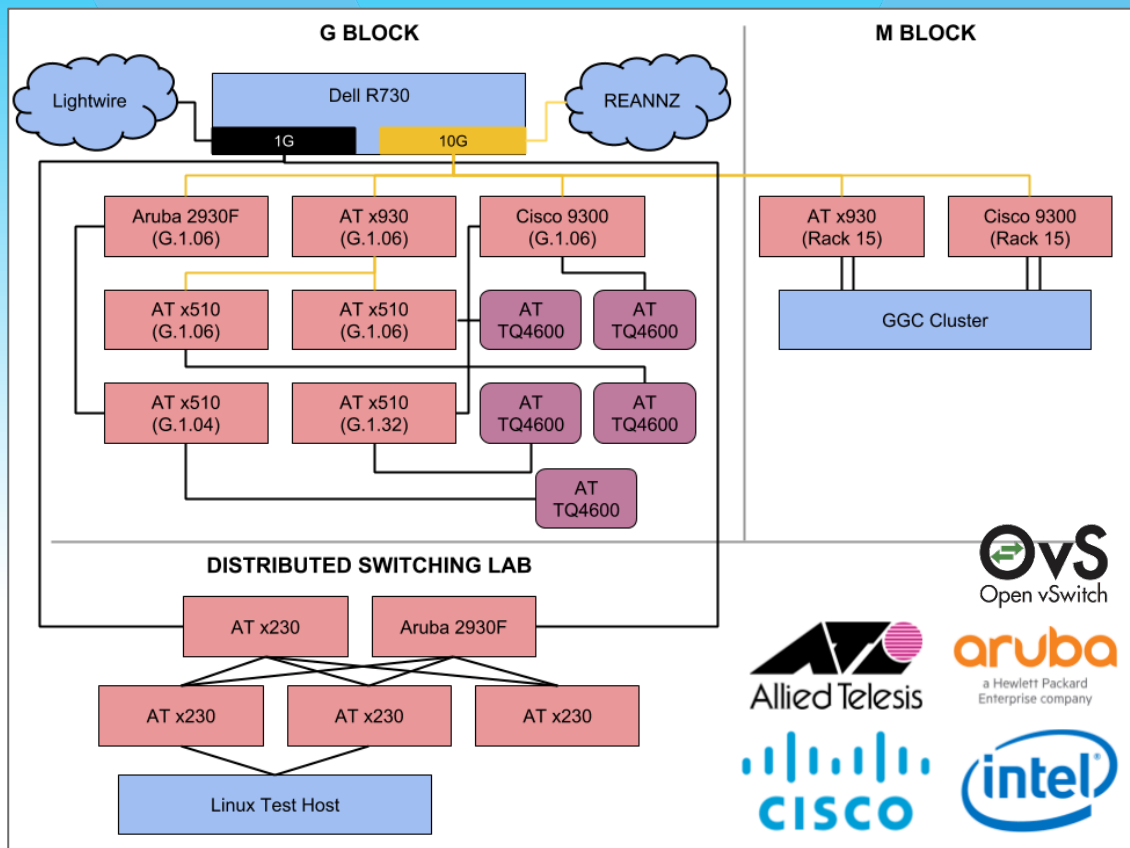 G BLOCK
M BLOCK
Lightwire
Dell R730
REANNZ
1G
10G
Aruba 2930F
(G.1.06)
AT x930
(G.1.06)
Cisco 9300
(G.1.06)
AT x930
(Rack 15)
Cisco 9300
(Rack 15)
AT x510
(G.1.06)
AT x510
(G.1.06)
AT
TQ4600
AT
TQ4600
GGC Cluster
AT x510
(G.1.04)
AT x510
(G.1.32)
AT
TQ4600
AT
TQ4600
AT
TQ4600
DISTRIBUTED SWITCHING LAB
OvS
Open vSwitch
AT x230
Aruba 2930F
AT x230
AT x230
AT x230
Linux Test Host
Allied Telesis
aruba
a Hewlett Packard
Enterprise company
CISCO
intel